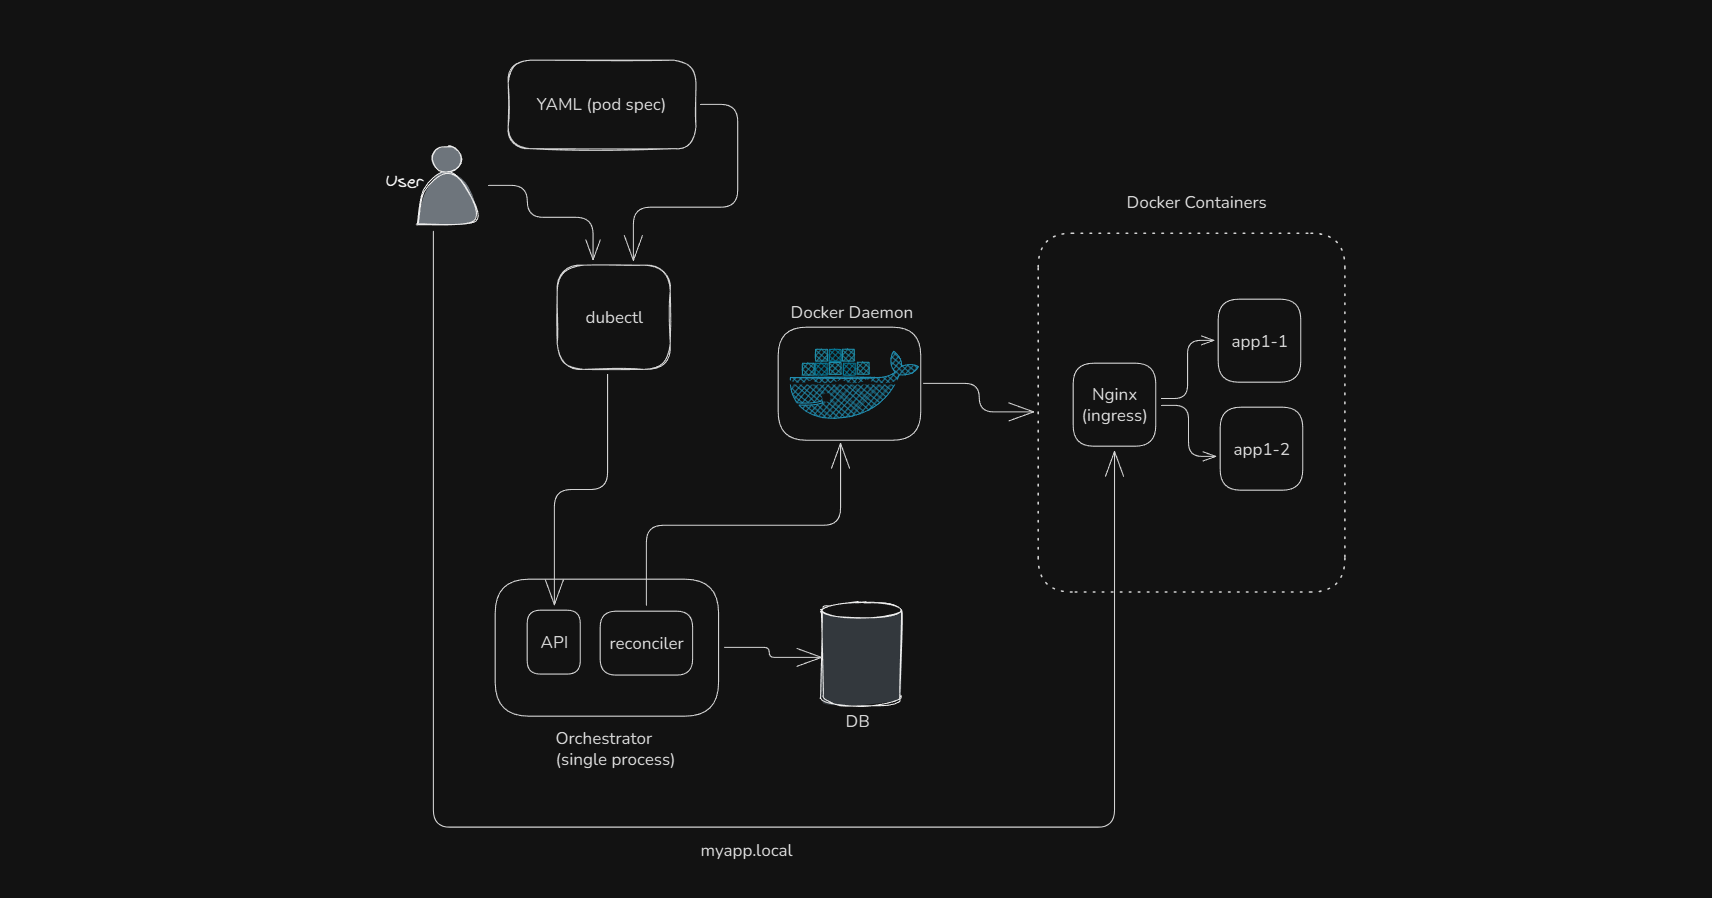 YAML (pod spec)
User
dubectl
Docker Containers
Docker Daemon
app1-1
Nginx
(ingress)
app1-2
API
reconciler
DB
Orchestrator
(single process)
myapp.local